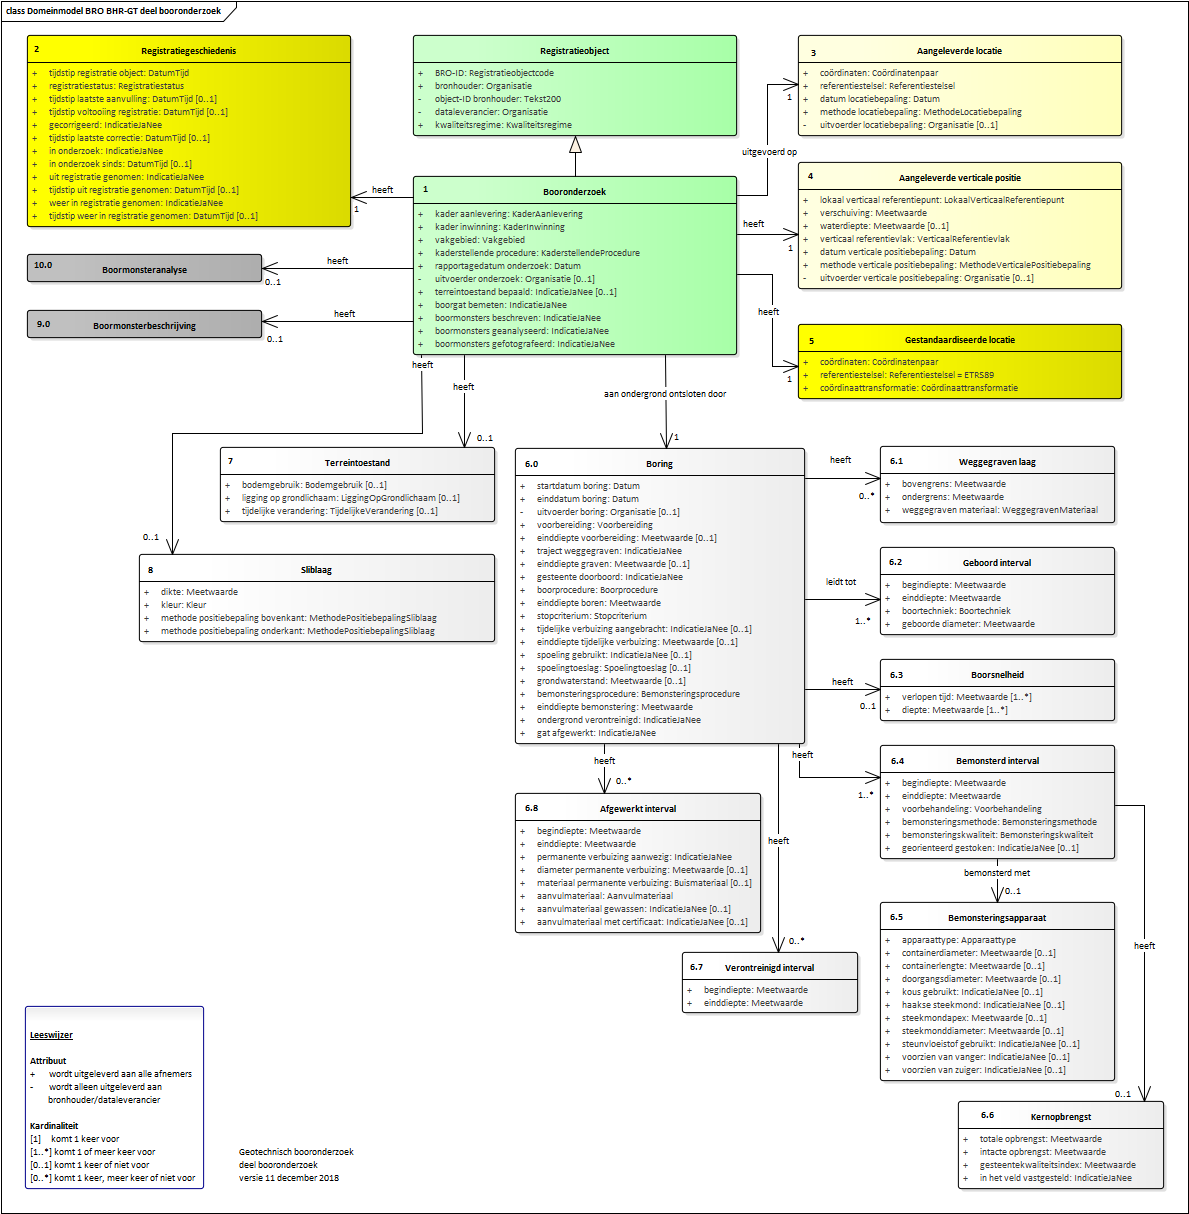 class Domeinmodel BRO BHR-GT deel booronderzoek
2 Registratiegeschiedenis
+ tijdstip registratie object: DatumTijd
+ registratiestatus: Registratiestatus
+ tijdstip laatste aanvulling: DatumTijd [0..1]
+ tijdstip voltooiing registratie: DatumTijd [0..1]
+ gecorrigeerd: IndicatieJaNee
+ tijdstip laatste correctie: DatumTijd [0..1]
+ in onderzoek: IndicatieJaNee
+ in onderzoek sinds: DatumTijd [0..1]
+ uit registratie genomen: IndicatieJaNee
+ tijdstip uit registratie genomen: DatumTijd [0..1]
+ weer in registratie genomen: IndicatieJaNee
+ tijdstip weer in registratie genomen: DatumTijd [0..1]
Registratieobject
+ BRO-ID: Registratieobjectcode
+ bronhouder: Organisatie
- object-ID bronhouder: Tekst200
- dataleverancier: Organisatie
+ kwaliteitsregime: Kwaliteitsregime
3 Aangeleverde locatie
+ coördinaten: Coördinatenpaar
+ referentiestelsel: Referentiestelsel
+ datum locatiebepaling: Datum
+ methode locatiebepaling: MethodeLocatiebepaling
- uitvoerder locatiebepaling: Organisatie [0..1]
1
uitgevoerd op
4 Aangeleverde verticale positie
+ lokaal verticaal referentiepunt: LokaalVerticaalReferentiepunt
+ verschuiving: Meetwaarde
+ waterdiepte: Meetwaarde [0..1]
+ verticaal referentievlak: VerticaalReferentievlak
+ datum verticale positiebepaling: Datum
+ methode verticale positiebepaling: MethodeVerticalePositiebepaling
- uitvoerder verticale positiebepaling: Organisatie [0..1]
heeft
1
1 Booronderzoek
+ kader aanlevering: KaderAanlevering
+ kader inwinning: KaderInwinning
+ vakgebied: Vakgebied
+ kaderstellende procedure: KaderstellendeProcedure
+ rapportagedatum onderzoek: Datum
- uitvoerder onderzoek: Organisatie [0..1]
+ terreintoestand bepaald: IndicatieJaNee [0..1]
+ boorgat bemeten: IndicatieJaNee
+ boormonsters beschreven: IndicatieJaNee
+ boormonsters geanalyseerd: IndicatieJaNee
+ boormonsters gefotografeerd: IndicatieJaNee
heeft
1
10.0 Boormonsteranalyse
heeft
0..1
9.0 Boormonsterbeschrijving
heeft
0..1
heeft
1
5 Gestandaardiseerde locatie
+ coördinaten: Coördinatenpaar
+ referentiestelsel: Referentiestelsel = ETRS89
+ coördinaattransformatie: Coördinaattransformatie
heeft
heeft
aan ondergrond ontsloten door
0..1
1
7 Terreintoestand
+ bodemgebruik: Bodemgebruik [0..1]
+ ligging op grondlichaam: LiggingOpGrondlichaam [0..1]
+ tijdelijke verandering: TijdelijkeVerandering [0..1]
0..1
8 Sliblaag
+ dikte: Meetwaarde
+ kleur: Kleur
+ methode positiebepaling bovenkant: MethodePositiebepalingSliblaag
+ methode positiebepaling onderkant: MethodePositiebepalingSliblaag
6.0 Boring
+ startdatum boring: Datum
+ einddatum boring: Datum
- uitvoerder boring: Organisatie [0..1]
+ voorbereiding: Voorbereiding
+ einddiepte voorbereiding: Meetwaarde [0..1]
+ traject weggegraven: IndicatieJaNee
+ einddiepte graven: Meetwaarde [0..1]
+ gesteente doorboord: IndicatieJaNee
+ boorprocedure: Boorprocedure
+ einddiepte boren: Meetwaarde
+ stopcriterium: Stopcriterium
+ tijdelijke verbuizing aangebracht: IndicatieJaNee [0..1]
+ einddiepte tijdelijke verbuizing: Meetwaarde [0..1]
+ spoeling gebruikt: IndicatieJaNee [0..1]
+ spoelingtoeslag: Spoelingtoeslag [0..1]
+ grondwaterstand: Meetwaarde [0..1]
+ bemonsteringsprocedure: Bemonsteringsprocedure
+ einddiepte bemonstering: Meetwaarde
+ ondergrond verontreinigd: IndicatieJaNee
+ gat afgewerkt: IndicatieJaNee
heeft
0..*
6.1 Weggegraven laag
+ bovengrens: Meetwaarde
+ ondergrens: Meetwaarde
+ weggegraven materiaal: WeggegravenMateriaal
leidt tot
1..*
6.2 Geboord interval
+ begindiepte: Meetwaarde
+ einddiepte: Meetwaarde
+ boortechniek: Boortechniek
+ geboorde diameter: Meetwaarde
heeft
0..1
6.3 Boorsnelheid
+ verlopen tijd: Meetwaarde [1..*]
+ diepte: Meetwaarde [1..*]
heeft
1..*
6.4 Bemonsterd interval
+ begindiepte: Meetwaarde
+ einddiepte: Meetwaarde
+ voorbehandeling: Voorbehandeling
+ bemonsteringsmethode: Bemonsteringsmethode
+ bemonsteringskwaliteit: Bemonsteringskwaliteit
+ georienteerd gestoken: IndicatieJaNee [0..1]
bemonsterd met
0..1
heeft
0..*
6.8 Afgewerkt interval
+ begindiepte: Meetwaarde
+ einddiepte: Meetwaarde
+ permanente verbuizing aanwezig: IndicatieJaNee
+ diameter permanente verbuizing: Meetwaarde [0..1]
+ materiaal permanente verbuizing: Buismateriaal [0..1]
+ aanvulmateriaal: Aanvulmateriaal
+ aanvulmateriaal gewassen: IndicatieJaNee [0..1]
+ aanvulmateriaal met certificaat: IndicatieJaNee [0..1]
heeft
0..*
6.7 Verontreinigd interval
+ begindiepte: Meetwaarde
+ einddiepte: Meetwaarde
6.5 Bemonsteringsapparaat
+ apparaattype: Apparaattype
+ containerdiameter: Meetwaarde [0..1]
+ containerlengte: Meetwaarde [0..1]
+ doorgangsdiameter: Meetwaarde [0..1]
+ kous gebruikt: IndicatieJaNee [0..1]
+ haakse steekmond: IndicatieJaNee [0..1]
+ steekmondapex: Meetwaarde [0..1]
+ steekmonddiameter: Meetwaarde [0..1]
+ steunvloeistof gebruikt: IndicatieJaNee [0..1]
+ voorzien van vanger: IndicatieJaNee [0..1]
+ voorzien van zuiger: IndicatieJaNee [0..1]
heeft
0..1
6.6 Kernopbrengst
+ totale opbrengst: Meetwaarde
+ intacte opbrengst: Meetwaarde
+ gesteentekwaliteitsindex: Meetwaarde
+ in het veld vastgesteld: IndicatieJaNee
Leeswijzer
Attribuut
+ wordt uitgeleverd aan alle afnemers
- wordt alleen uitgeleverd aan
bronhouder/dataleverancier
Kardinaliteit
[1] komt 1 keer voor
[1..*] komt 1 of meer keer voor
[0..1] komt 1 keer of niet voor
[0..*] komt 1 keer, meer keer of niet voor
Geotechnisch booronderzoek
deel booronderzoek
versie 11 december 2018